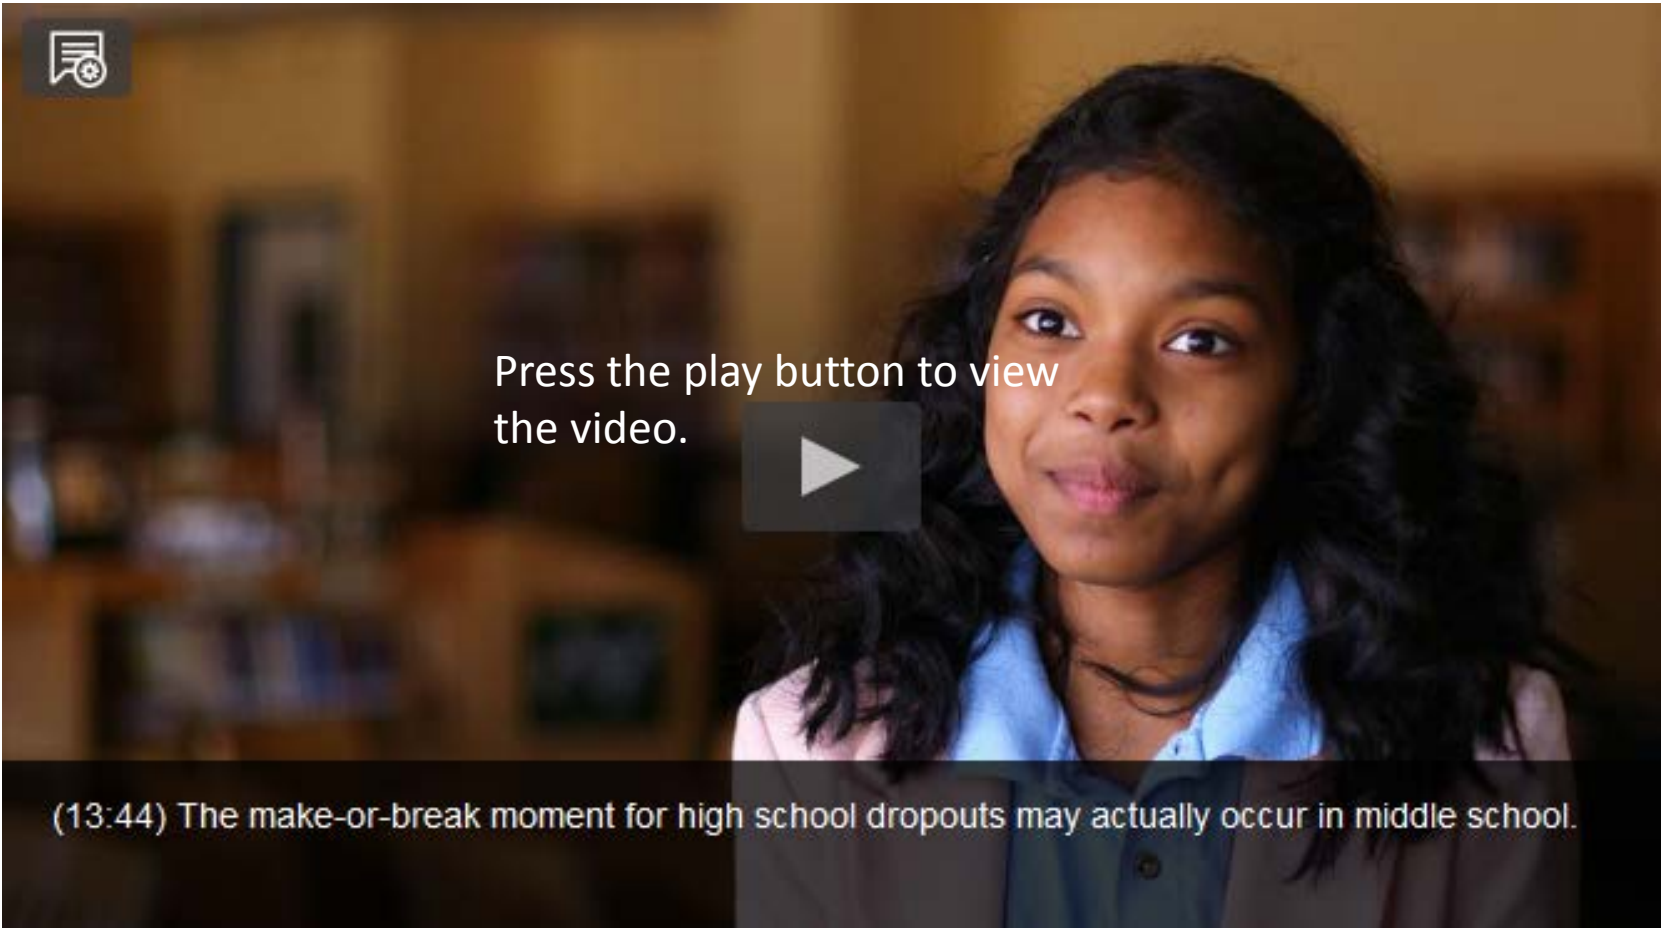 Press the play button to view
the video.
(13:44) The make-or-break moment for high school dropouts may actually occur in middle school.